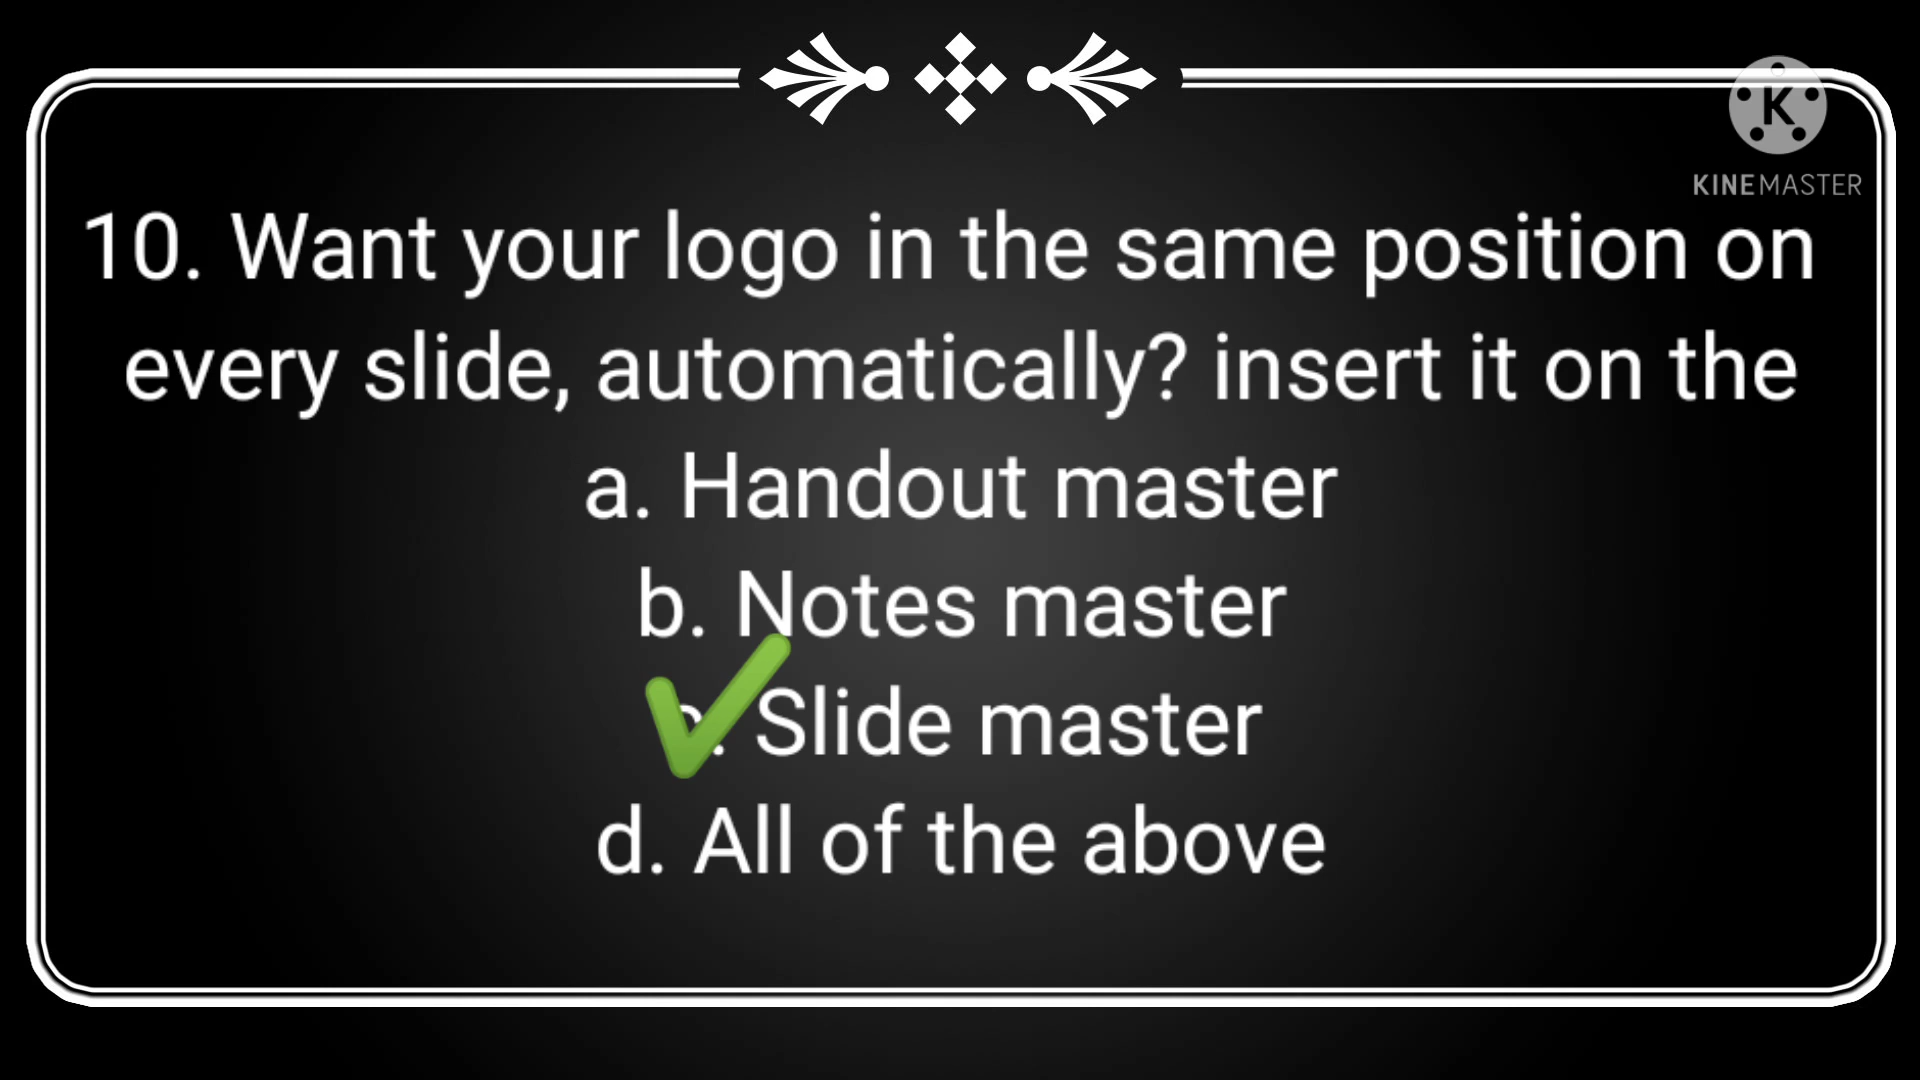 K
KINEMASTER
10. Want your logo in the same position on
every slide, automatically? insert it on the
a. Handout master
b. Notes master
c. Slide master
d. All of the above